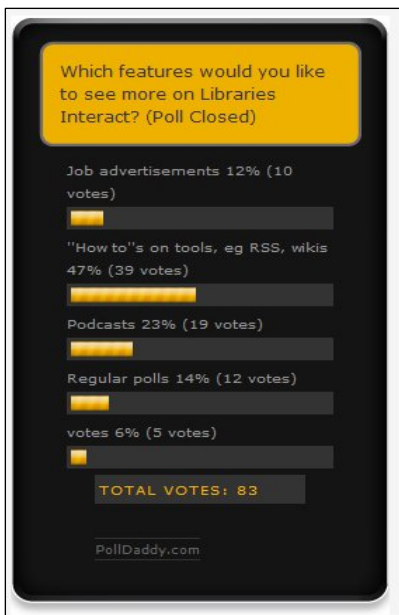 Which features would you like
to see more on Libraries
Interact? (Poll Closed)
Job advertisements 12% (10
votes)
"How to"s on tools, eg RSS, wikis
47% (39 votes)
Podcasts 23% (19 votes)
Regular polls 14% (12 votes)
votes 6% (5 votes)
TOTAL VOTES: 83
PollDaddy.com